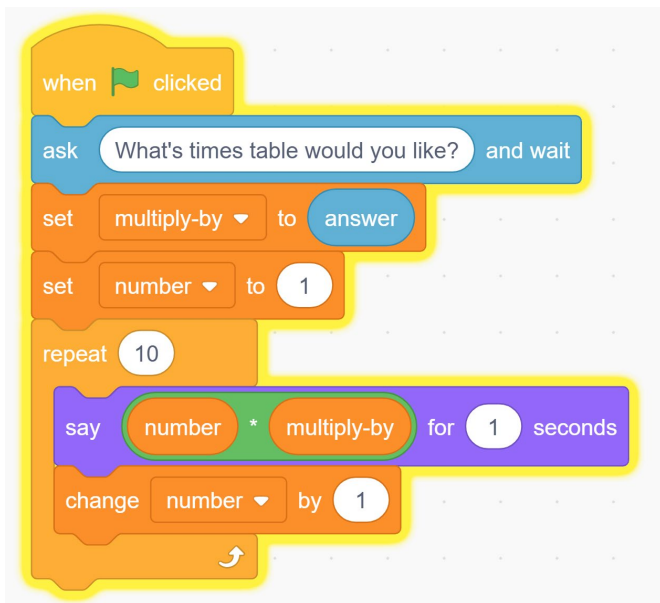 when clicked
ask What's times table would you like? and wait
set multiply-by to answer
set number to 1
repeat 10
say number * multiply-by for 1 seconds
change number by 1